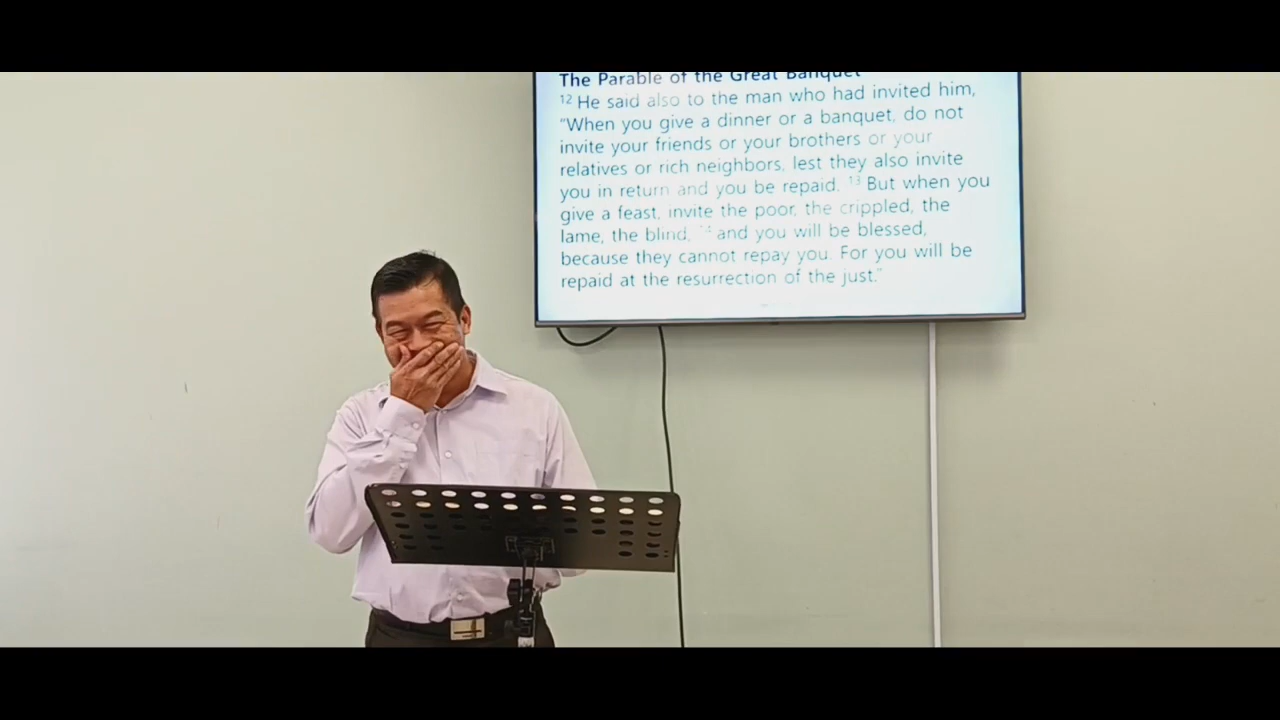 The Parable of the Great Banquet
12 He said also to the man who had invited him,
“When you give a dinner or a banquet, do not
invite your friends or your brothers or your
relatives or rich neighbors, lest they also invite
you in return and you be repaid. 13 But when you
give a feast, invite the poor, the crippled, the
lame, the blind, 14 and you will be blessed,
because they cannot repay you. For you will be
repaid at the resurrection of the just.”